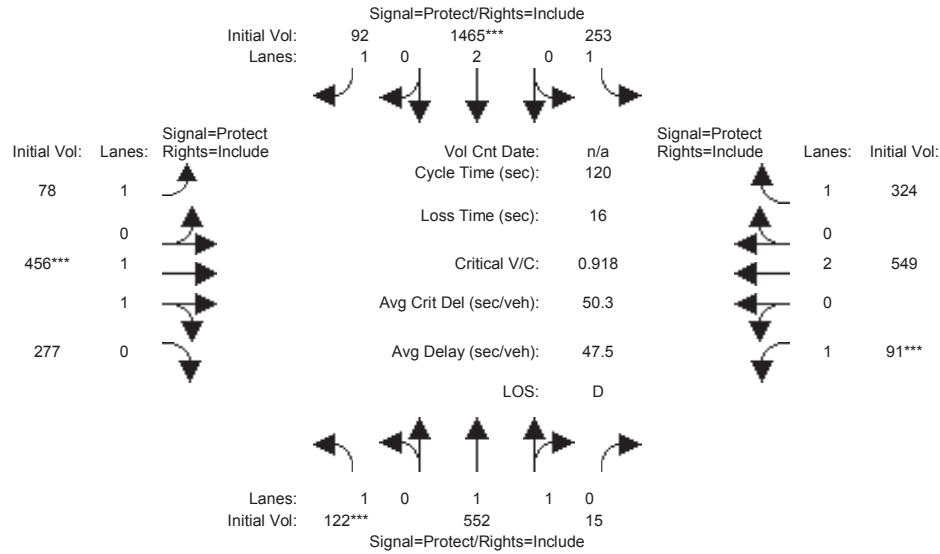 Signal=Protect/Rights=Include
Initial Vol: 92 1465*** 253
Lanes: 1 0 2 0 1
Signal=Protect
Initial Vol: Lanes: Rights=Include
Vol Cnt Date: n/a
Signal=Protect
Rights=Include Lanes: Initial Vol:
Cycle Time (sec): 120
78 1
1 324
Loss Time (sec): 16
0
0
456*** 1
Critical V/C: 0.918
2 549
1
Avg Crit Del (sec/veh): 50.3
0
277 0
Avg Delay (sec/veh): 47.5
1 91***
LOS: D
Lanes: 1 0 1 1 0
Initial Vol: 122*** 552 15
Signal=Protect/Rights=Include